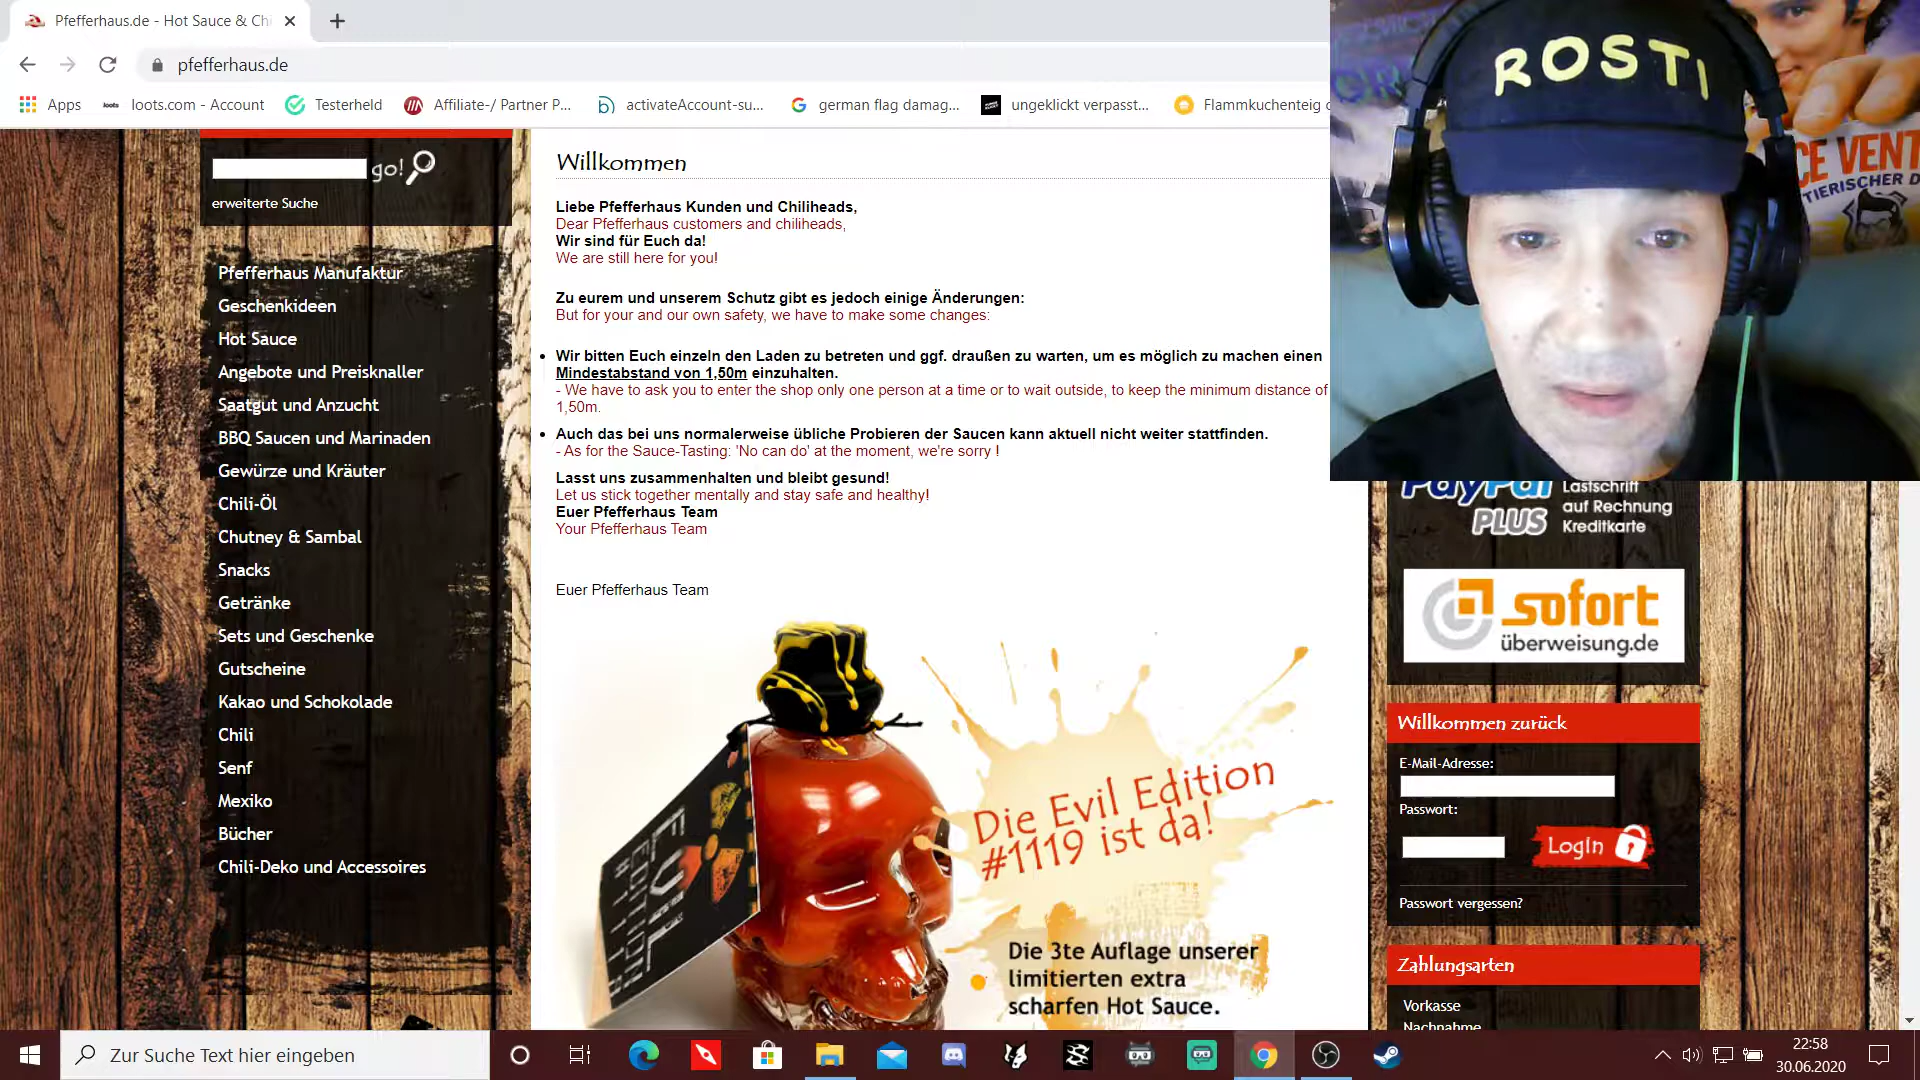 Pfefferhaus.de - Hot Sauce & Chi
pfefferhaus.de
Apps
loots.com - Account
Testerheld
Affiliate-/ Partner P...
activateAccount-su...
german flag damag...
ungeklickt verpasst...
Flammkuchenteig
ROSTI
CE VENT
TIERISCHER D
go!
erweiterte Suche
Pfefferhaus Manufaktur
Geschenkideen
Hot Sauce
Angebote und Preisknaller
Saatgut und Anzucht
BBQ Saucen und Marinaden
Gewürze und Kräuter
Chili-Öl
Chutney & Sambal
Snacks
Getränke
Sets und Geschenke
Gutscheine
Kakao und Schokolade
Chili
Senf
Mexiko
Bücher
Chili-Deko und Accessoires
Willkommen
Liebe Pfefferhaus Kunden und Chiliheads,
Dear Pfefferhaus customers and chiliheads,
Wir sind für Euch da!
We are still here for you!
Zu eurem und unserem Schutz gibt es jedoch einige Änderungen:
But for your and our own safety, we have to make some changes:
Wir bitten Euch einzeln den Laden zu betreten und ggf. draußen zu warten, um es möglich zu machen einen
Mindestabstand von 1,50m einzuhalten.
- We have to ask you to enter the shop only one person at a time or to wait outside, to keep the minimum distance of
1,50m.
Auch das bei uns normalerweise übliche Probieren der Saucen kann aktuell nicht weiter stattfinden.
- As for the Sauce-Tasting: 'No can do' at the moment, we're sorry !
Lasst uns zusammenhalten und bleibt gesund!
Let us stick together mentally and stay safe and healthy!
Euer Pfefferhaus Team
Your Pfefferhaus Team
Euer Pfefferhaus Team
EVIL
EDITION
Die Evil Edition
#1119 ist da!
Die 3te Auflage unserer
limitierten extra
scharfen Hot Sauce.
PayPal
PLUS
Lastschrift
auf Rechnung
Kreditkarte
sofort
überweisung.de
Willkommen zurück
E-Mail-Adresse:
Passwort:
Login
Passwort vergessen?
Zahlungsarten
Vorkasse
Nachnahme
Zur Suche Text hier eingeben
22:58
30.06.2020